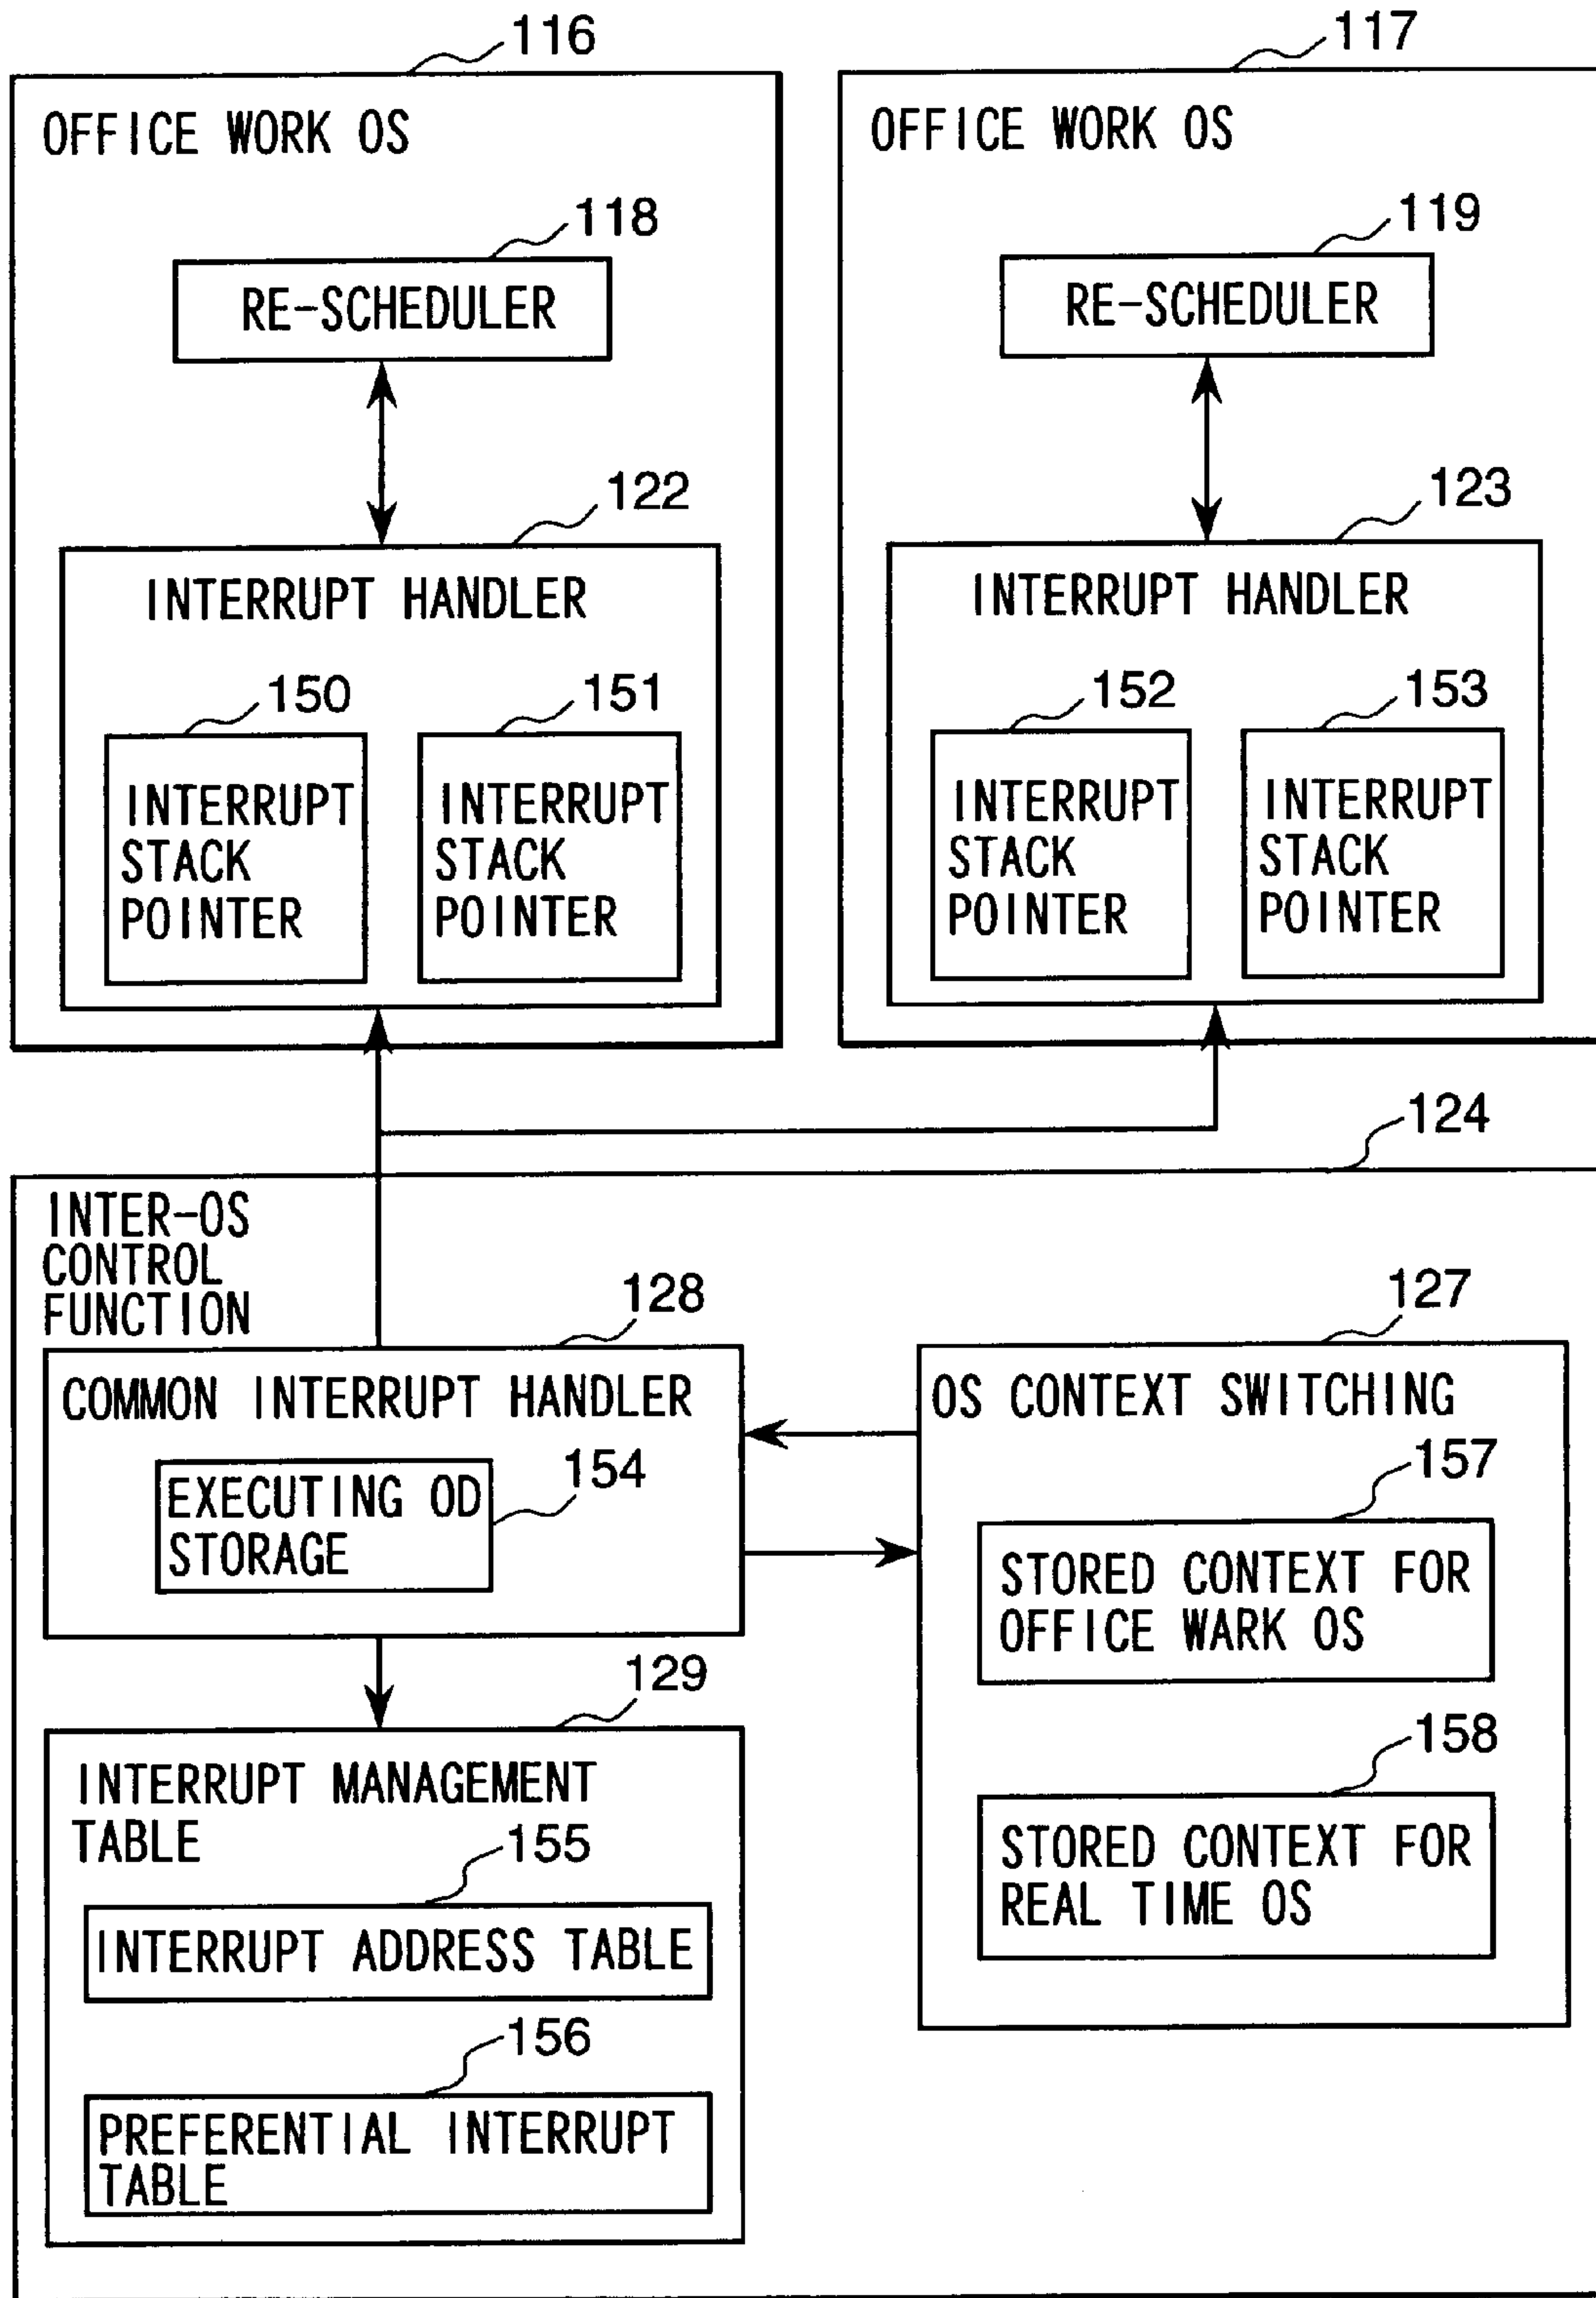 116
OFFICE WORK OS
118
RE-SCHEDULER
122
INTERRUPT HANDLER
150
INTERRUPT
STACK
POINTER
151
INTERRUPT
STACK
POINTER
117
OFFICE WORK OS
119
RE-SCHEDULER
123
INTERRUPT HANDLER
152
INTERRUPT
STACK
POINTER
153
INTERRUPT
STACK
POINTER
124
INTER-OS
CONTROL
FUNCTION
128
COMMON INTERRUPT HANDLER
154
EXECUTING OD
STORAGE
127
OS CONTEXT SWITCHING
157
STORED CONTEXT FOR
OFFICE WARK OS
158
STORED CONTEXT FOR
REAL TIME OS
129
INTERRUPT MANAGEMENT
TABLE
155
INTERRUPT ADDRESS TABLE
156
PREFERENTIAL INTERRUPT
TABLE